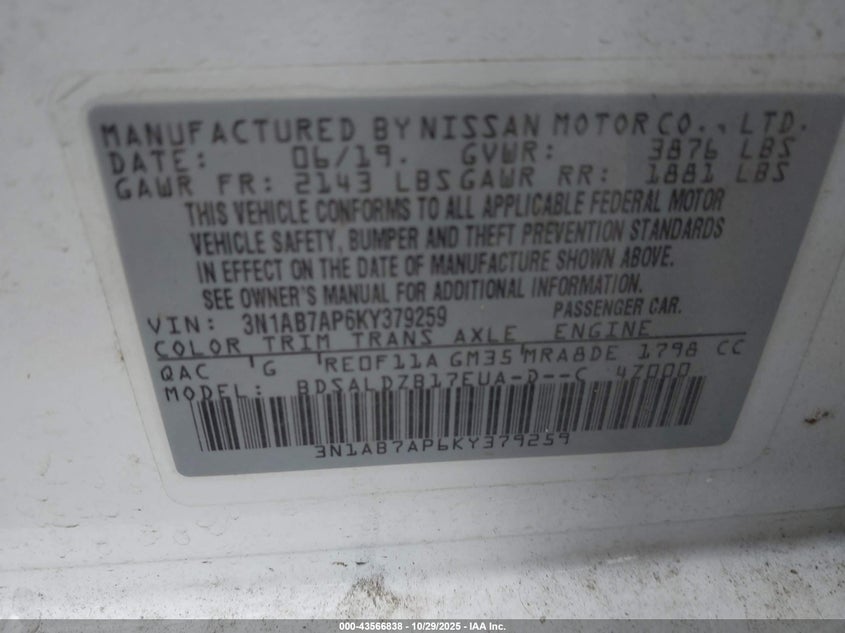 MANUFACTURED BY NISSAN MOTOR CO., LTD.
DATE: 06/19. GVWR: 3876 LBS
GAWR FR: 2143 LBS GAWR RR: 1881 LBS
THIS VEHICLE CONFORMS TO ALL APPLICABLE FEDERAL MOTOR
VEHICLE SAFETY, BUMPER AND THEFT PREVENTION STANDARDS
IN EFFECT ON THE DATE OF MANUFACTURE SHOWN ABOVE.
SEE OWNER'S MANUAL FOR ADDITIONAL INFORMATION.
VIN: 3N1AB7AP6KY379259 PASSENGER CAR.
COLOR TRIM TRANS AXLE ENGINE
QAC G RE0F11A GM35 MRA8DE 1798 CC
MODEL: BDSALDZB17EUA-D--C 4Z000
3N1AB7AP6KY379259
000-43566838 | 10/29/2025 - IAA Inc.